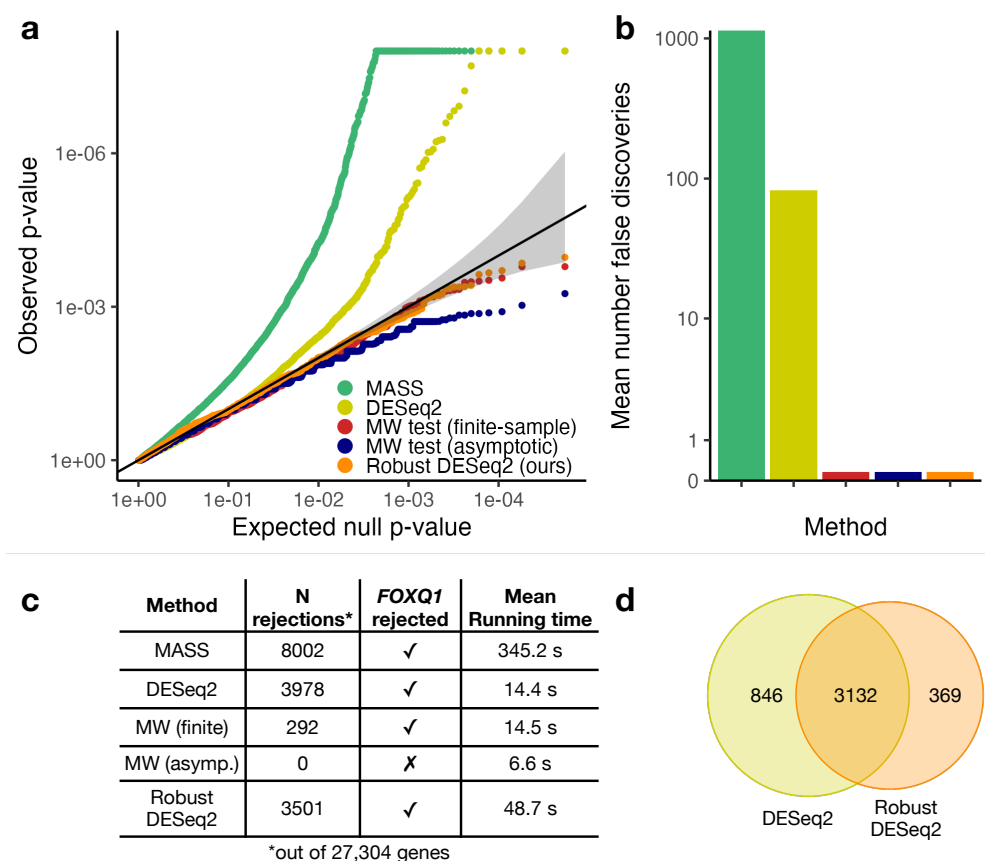 a
Observed p-value
1e-06
1e-03
1e+00
1e+00 1e-01 1e-02 1e-03 1e-04
Expected null p-value
MASS
DESeq2
MW test (finite-sample)
MW test (asymptotic)
Robust DESeq2 (ours)
b
Mean number false discoveries
1000
100
10
1
0
Method
c
Method N rejections* FOXQ1 rejected Mean Running time
MASS 8002 ✓ 345.2 s
DESeq2 3978 ✓ 14.4 s
MW (finite) 292 ✓ 14.5 s
MW (asymp.) 0 ✗ 6.6 s
Robust DESeq2 3501 ✓ 48.7 s
*out of 27,304 genes
d
846 3132 369
DESeq2
Robust
DESeq2